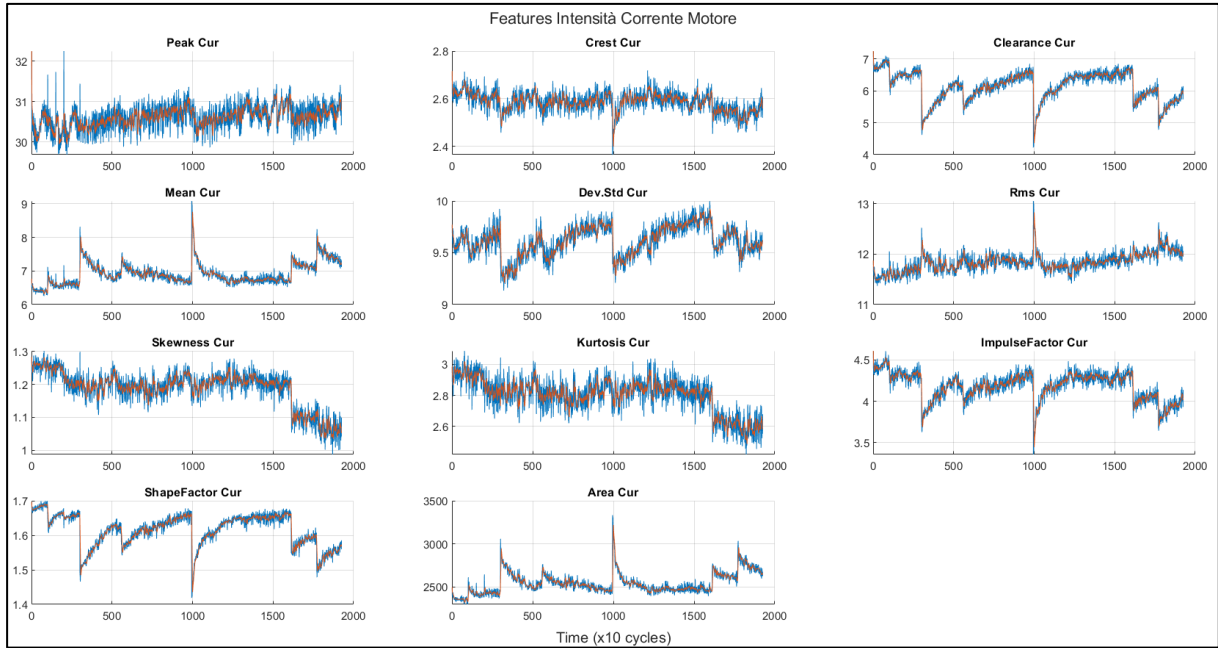 Features Intensità Corrente Motore
Peak Cur
32
31
30
0 500 1000 1500 2000
Crest Cur
2.8
2.6
2.4
0 500 1000 1500 2000
Clearance Cur
7
6
5
4
0 500 1000 1500 2000
Mean Cur
9
8
7
6
0 500 1000 1500 2000
Dev.Std Cur
10
9.5
9
0 500 1000 1500 2000
Rms Cur
13
12
11
0 500 1000 1500 2000
Skewness Cur
1.3
1.2
1.1
1
0 500 1000 1500 2000
Kurtosis Cur
3
2.8
2.6
0 500 1000 1500 2000
ImpulseFactor Cur
4.5
4
3.5
0 500 1000 1500 2000
ShapeFactor Cur
1.7
1.6
1.5
1.4
0 500 1000 1500 2000
Area Cur
3500
3000
2500
0 500 1000 1500 2000
Time (x10 cycles)